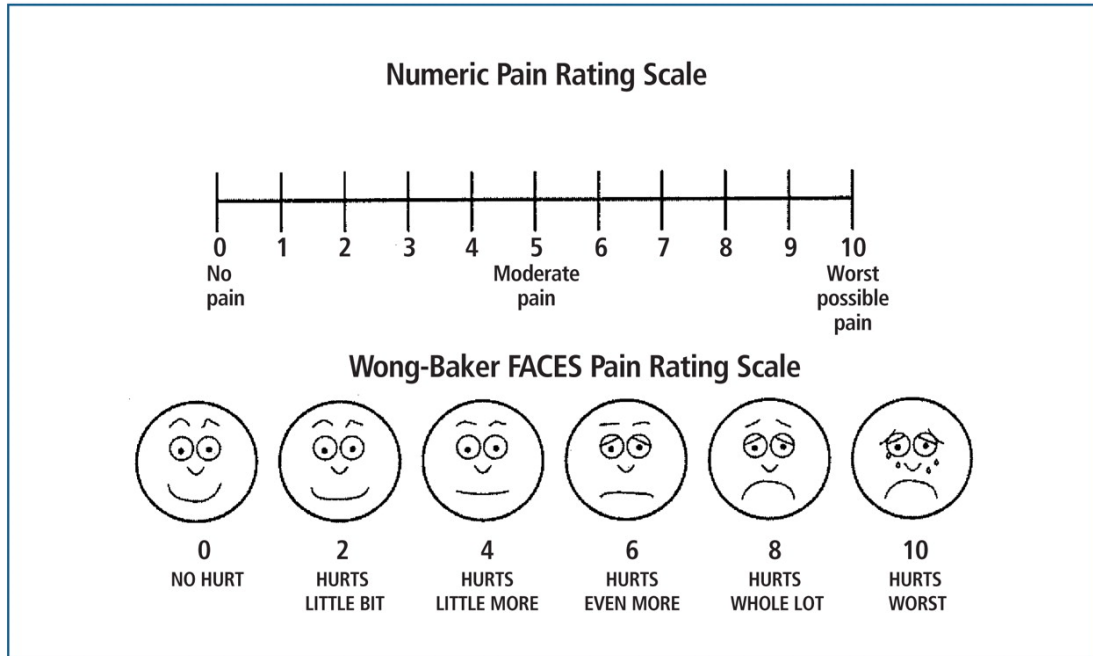 Numeric Pain Rating Scale
0 1 2 3 4 5 6 7 8 9 10
No
pain
Moderate
pain
Worst
possible
pain
Wong-Baker FACES Pain Rating Scale
0
NO HURT
2
HURTS
LITTLE BIT
4
HURTS
LITTLE MORE
6
HURTS
EVEN MORE
8
HURTS
WHOLE LOT
10
HURTS
WORST